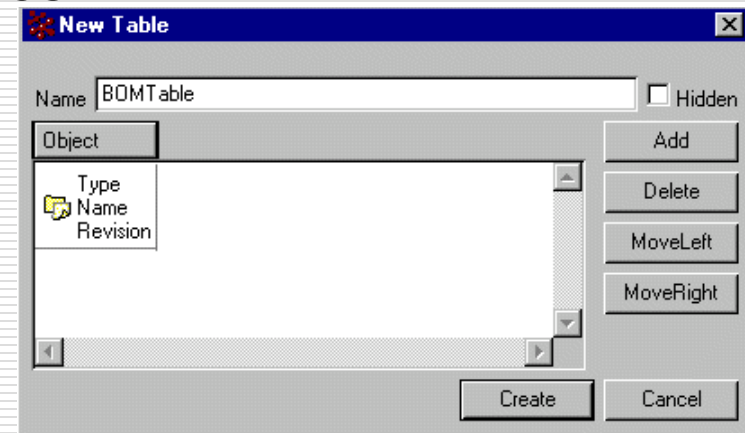 New Table
Name BOMTable Hidden
Object Add
Type
Name
Revision
Delete
MoveLeft
MoveRight
Create Cancel